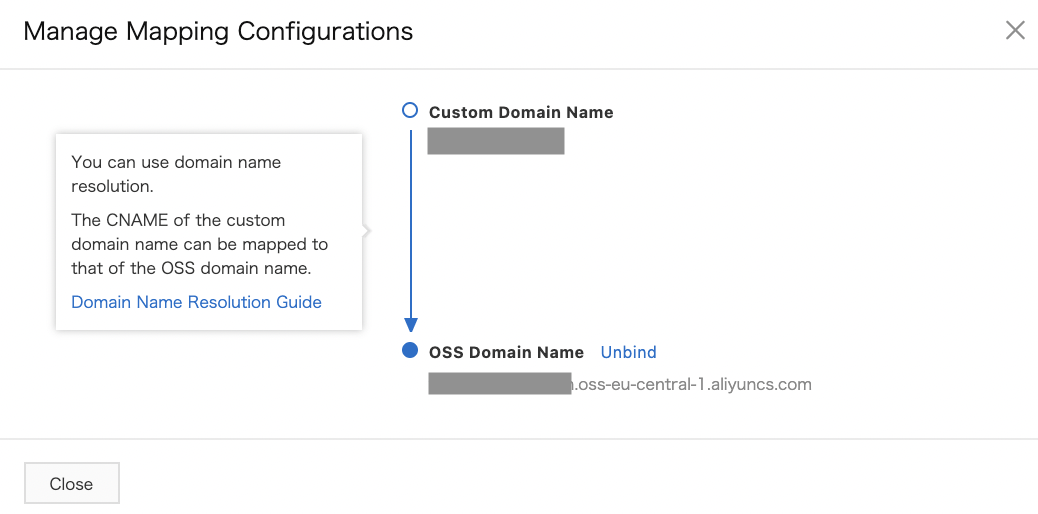 Manage Mapping Configurations
Custom Domain Name
You can use domain name
resolution.
The CNAME of the custom
domain name can be mapped to
that of the OSS domain name.
Domain Name Resolution Guide
OSS Domain Name Unbind
.oss-eu-central-1.aliyuncs.com
Close